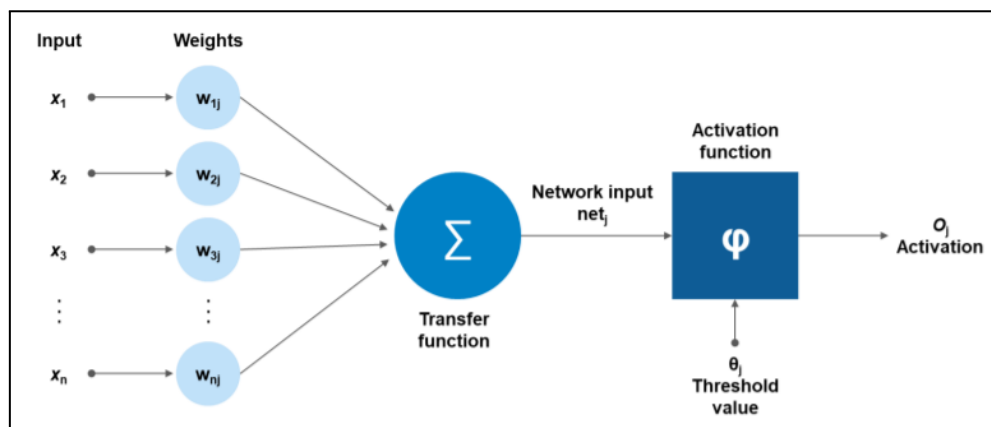 Input
Weights
x₁
w₁ⱼ
x₂
w₂ⱼ
x₃
w₃ⱼ
⋮
⋮
xₙ
wₙⱼ
Σ
Transfer
function
Network input
netⱼ
Activation
function
φ
θⱼ
Threshold
value
Oⱼ
Activation